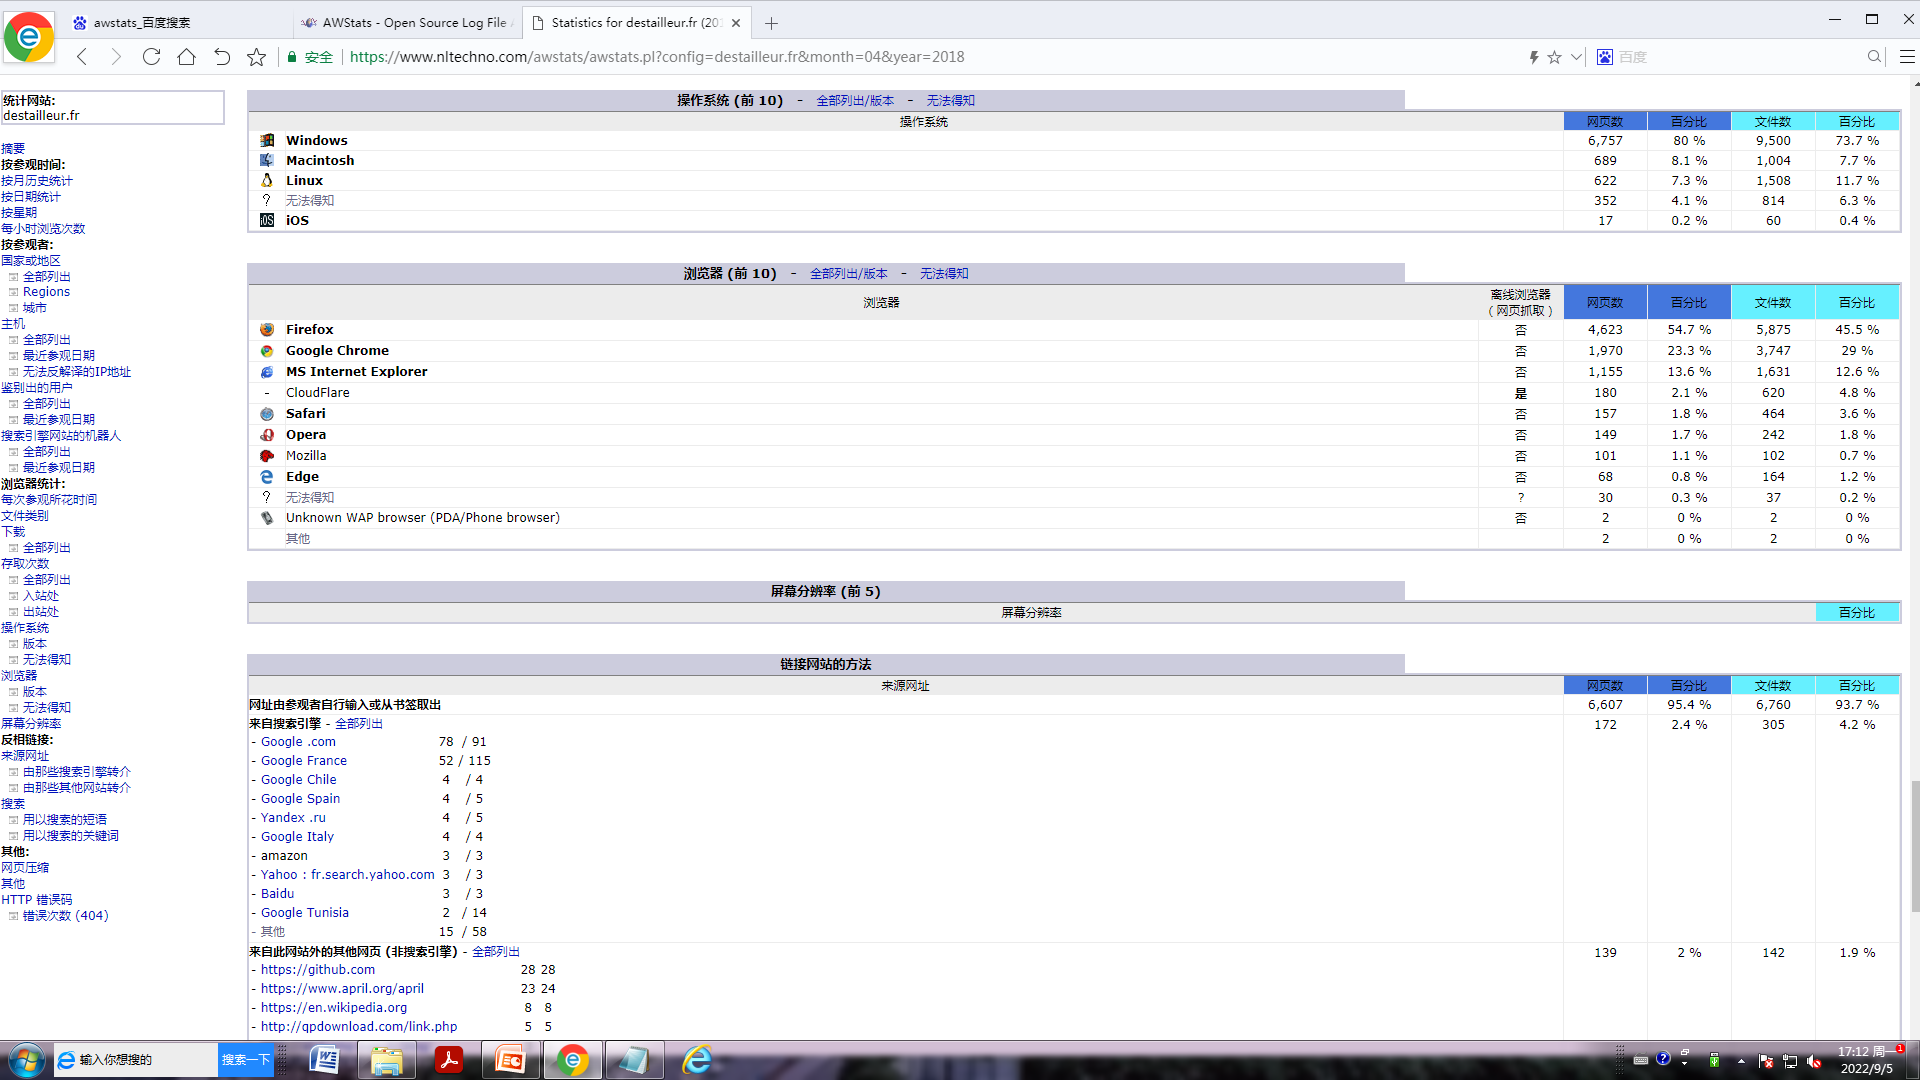 awstats_百度搜索
AWStats - Open Source Log File
Statistics for destailleur.fr (20
安全
https://www.nltechno.com/awstats/awstats.pl?config=destailleur.fr&month=04&year=2018
百度
统计网站:
destailleur.fr
摘要
按参观时间:
按月历史统计
按日期统计
按星期
每小时浏览次数
按参观者:
国家或地区
全部列出
Regions
城市
主机
全部列出
最近参观日期
无法反解译的IP地址
鉴别出的用户
全部列出
最近参观日期
搜索引擎网站的机器人
全部列出
最近参观日期
浏览器统计:
每次参观所花时间
文件类别
下载
全部列出
存取次数
全部列出
入站处
出站处
操作系统
版本
无法得知
浏览器
版本
无法得知
屏幕分辨率
反相链接:
来源网址
由那些搜索引擎转介
由那些其他网站转介
搜索
用以搜索的短语
用以搜索的关键词
其他:
网页压缩
其他
HTTP 错误码
错误次数 (404)
操作系统 (前 10) - 全部列出/版本 - 无法得知
操作系统 网页数 百分比 文件数 百分比
Windows 6,757 80 % 9,500 73.7 %
Macintosh 689 8.1 % 1,004 7.7 %
Linux 622 7.3 % 1,508 11.7 %
? 无法得知 352 4.1 % 814 6.3 %
iOS iOS 17 0.2 % 60 0.4 %
浏览器 (前 10) - 全部列出/版本 - 无法得知
浏览器 离线浏览器 网页数 百分比 文件数 百分比
( 网页抓取 )
Firefox 否 4,623 54.7 % 5,875 45.5 %
Google Chrome 否 1,970 23.3 % 3,747 29 %
MS Internet Explorer 否 1,155 13.6 % 1,631 12.6 %
- CloudFlare 是 180 2.1 % 620 4.8 %
Safari 否 157 1.8 % 464 3.6 %
Opera 否 149 1.7 % 242 1.8 %
Mozilla 否 101 1.1 % 102 0.7 %
Edge 否 68 0.8 % 164 1.2 %
? 无法得知 ? 30 0.3 % 37 0.2 %
Unknown WAP browser (PDA/Phone browser) 否 2 0 % 2 0 %
其他 2 0 % 2 0 %
屏幕分辨率 (前 5)
屏幕分辨率 百分比
链接网站的方法
来源网址 网页数 百分比 文件数 百分比
网址由参观者自行输入或从书签取出 6,607 95.4 % 6,760 93.7 %
来自搜索引擎 - 全部列出 172 2.4 % 305 4.2 %
- Google .com 78 / 91
- Google France 52 / 115
- Google Chile 4 / 4
- Google Spain 4 / 5
- Yandex .ru 4 / 5
- Google Italy 4 / 4
- amazon 3 / 3
- Yahoo : fr.search.yahoo.com 3 / 3
- Baidu 3 / 3
- Google Tunisia 2 / 14
- 其他 15 / 58
来自此网站外的其他网页 (非搜索引擎) - 全部列出 139 2 % 142 1.9 %
- https://github.com 28 28
- https://www.april.org/april 23 24
- https://en.wikipedia.org 8 8
- http://qpdownload.com/link.php 5 5
输入你想搜的
搜索一下
17:12 周一
1
2022/9/5